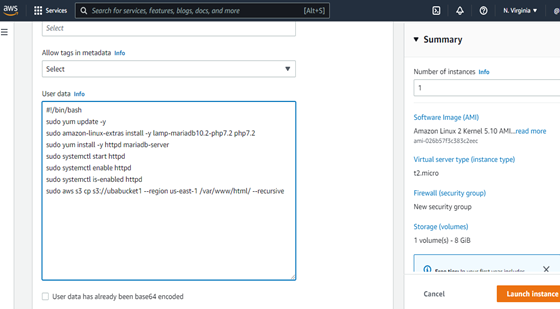 aws
Services
Search for services, features, blogs, docs, and more
[Alt+S]
N. Virginia
Select
Allow tags in metadata Info
Select
User data Info
#!/bin/bash
sudo yum update -y
sudo amazon-linux-extras install -y lamp-mariadb10.2-php7.2 php7.2
sudo yum install -y httpd mariadb-server
sudo systemctl start httpd
sudo systemctl enable httpd
sudo systemctl is-enabled httpd
sudo aws s3 cp s3://ubabucket1 --region us-east-1 /var/www/html/ --recursive
User data has already been base64 encoded
Summary
Number of instances Info
1
Software Image (AMI)
Amazon Linux 2 Kernel 5.10 AMI...read more
ami-026b57f3c383c2eec
Virtual server type (instance type)
t2.micro
Firewall (security group)
New security group
Storage (volumes)
1 volume(s) - 8 GiB
Cancel
Launch instance